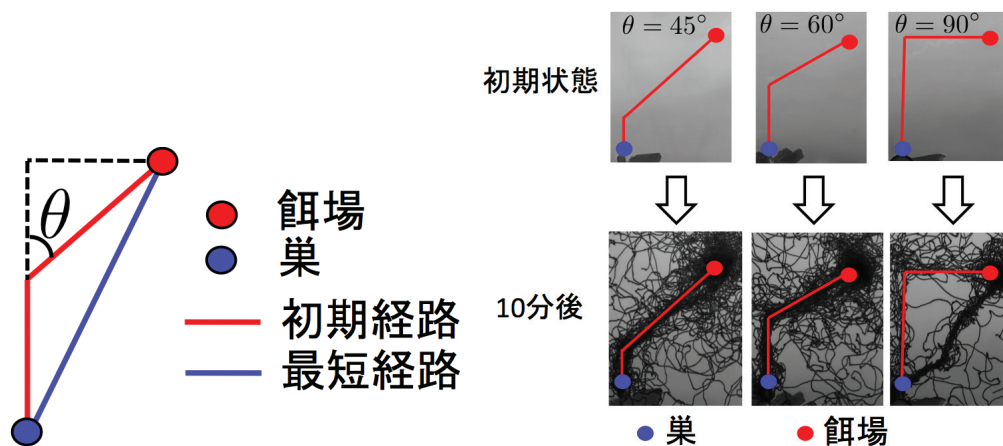 θ
餌場
巣
初期経路
最短経路
θ = 45°
θ = 60°
θ = 90°
初期状態
10分後
巣
餌場